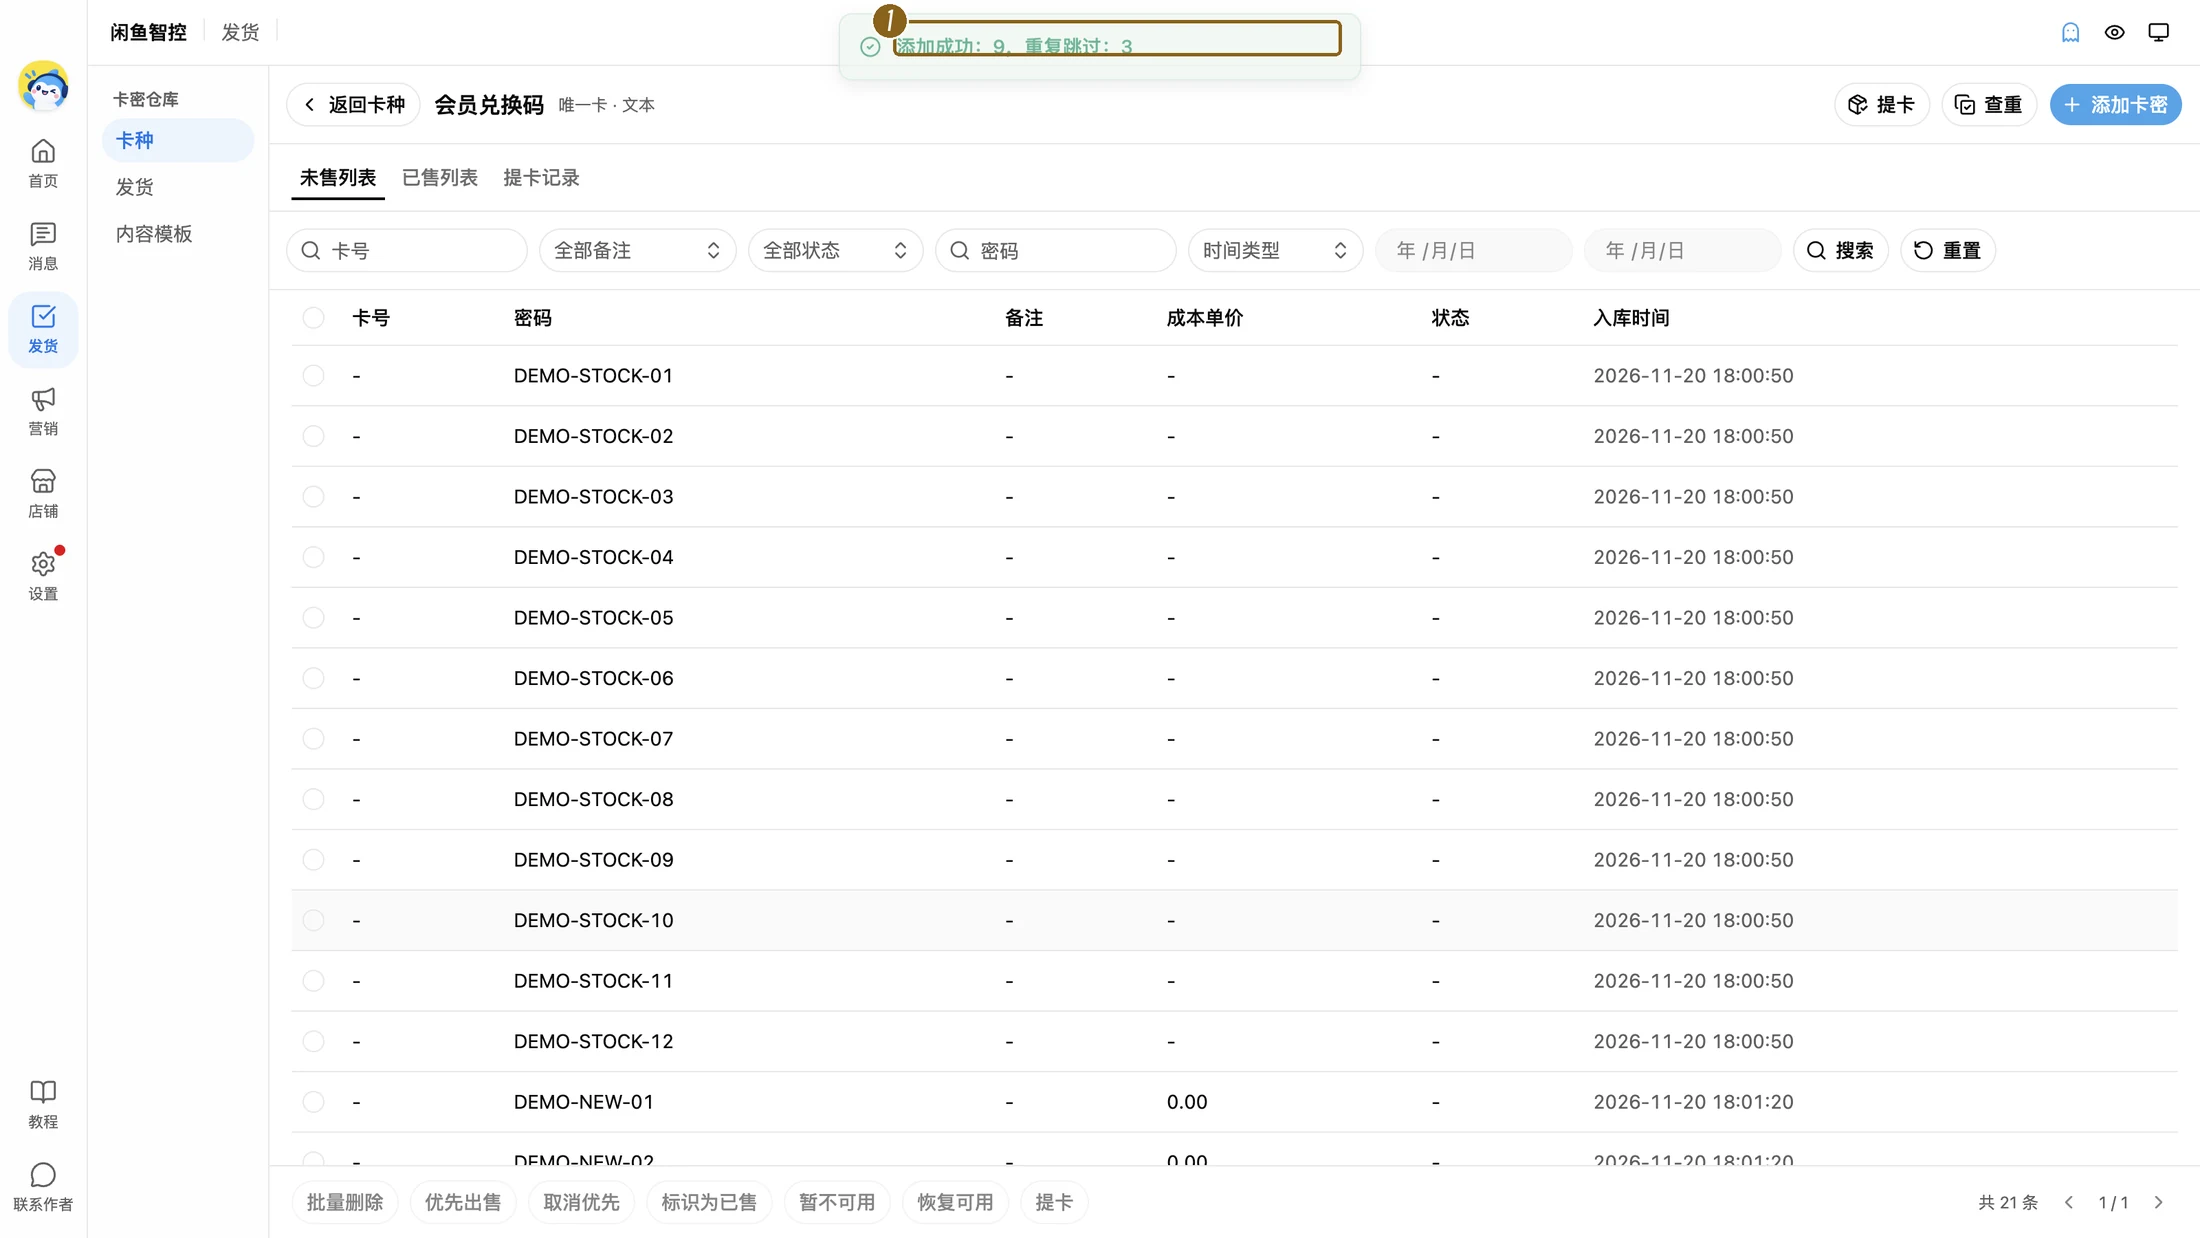 闲鱼智控
发货
1
添加成功：9，重复跳过：3
首页
消息
发货
营销
店铺
设置
教程
联系作者
卡密仓库
卡种
发货
内容模板
返回卡种
会员兑换码
唯一卡 · 文本
提卡
查重
添加卡密
未售列表 已售列表 提卡记录
卡号 全部备注 全部状态 密码 时间类型 年 /月/日 年 /月/日 搜索 重置
卡号 密码 备注 成本单价 状态 入库时间
- DEMO-STOCK-01 - - - 2026-11-20 18:00:50
- DEMO-STOCK-02 - - - 2026-11-20 18:00:50
- DEMO-STOCK-03 - - - 2026-11-20 18:00:50
- DEMO-STOCK-04 - - - 2026-11-20 18:00:50
- DEMO-STOCK-05 - - - 2026-11-20 18:00:50
- DEMO-STOCK-06 - - - 2026-11-20 18:00:50
- DEMO-STOCK-07 - - - 2026-11-20 18:00:50
- DEMO-STOCK-08 - - - 2026-11-20 18:00:50
- DEMO-STOCK-09 - - - 2026-11-20 18:00:50
- DEMO-STOCK-10 - - - 2026-11-20 18:00:50
- DEMO-STOCK-11 - - - 2026-11-20 18:00:50
- DEMO-STOCK-12 - - - 2026-11-20 18:00:50
- DEMO-NEW-01 - 0.00 - 2026-11-20 18:01:20
- DEMO-NEW-02 - 0.00 - 2026-11-20 18:01:20
批量删除 优先出售 取消优先 标识为已售 暂不可用 恢复可用 提卡
共 21 条 1 / 1